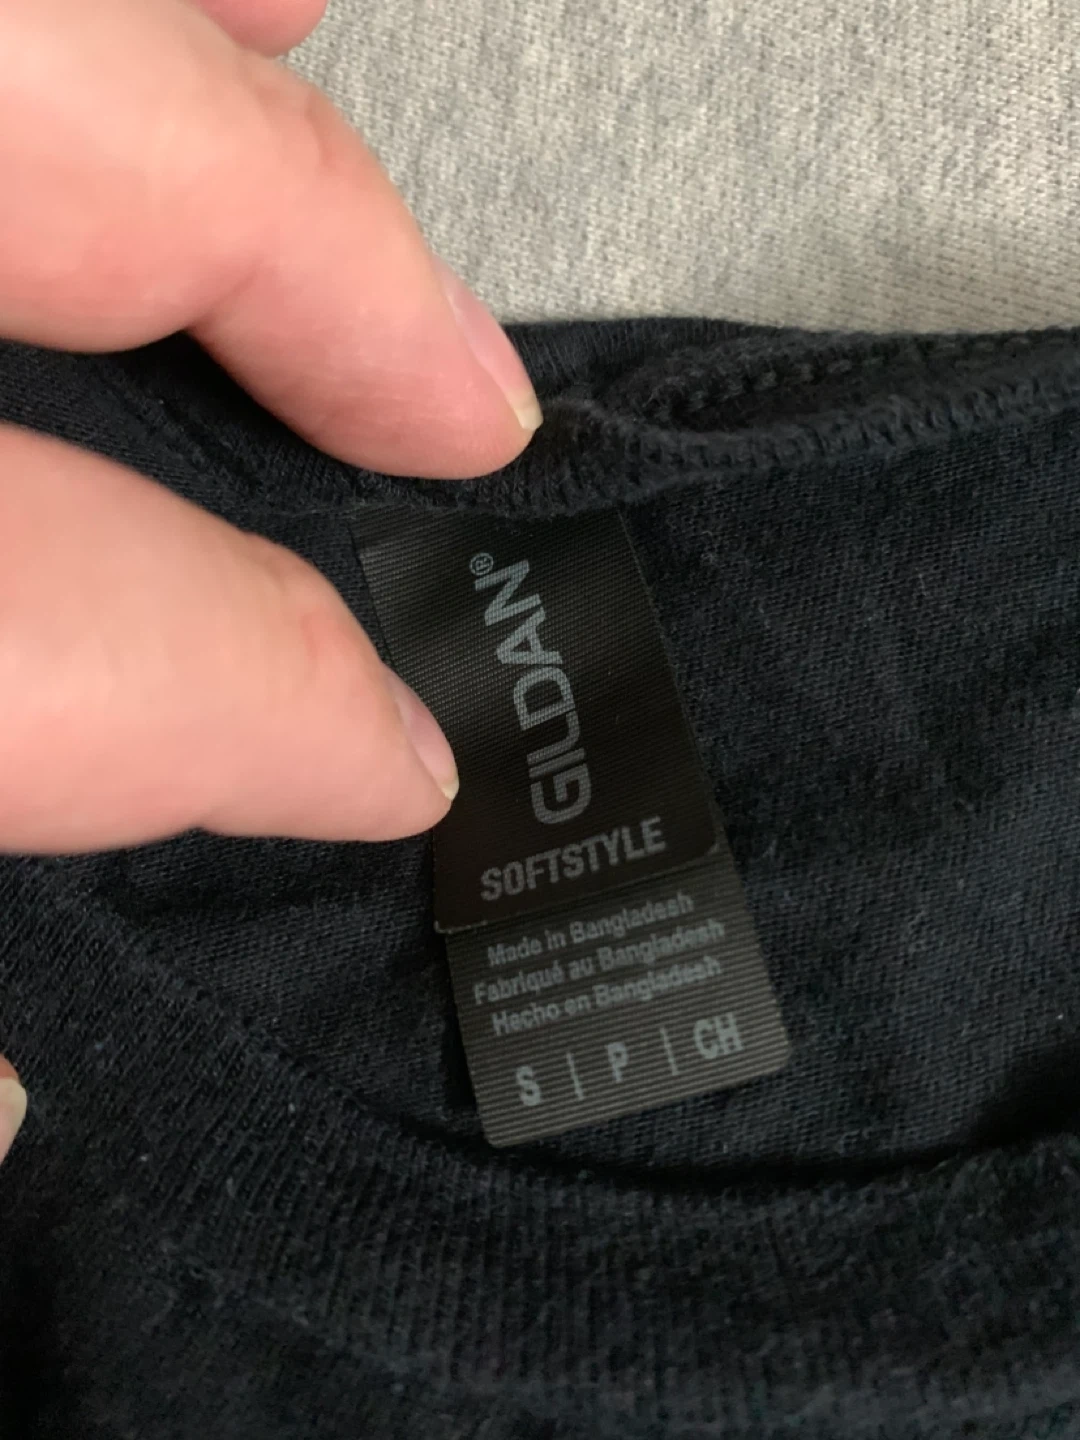 GILDAN®
SOFTSTYLE
Made in Bangladesh
Fabriqué au Bangladesh
Hecho en Bangladesh
S | P | CH